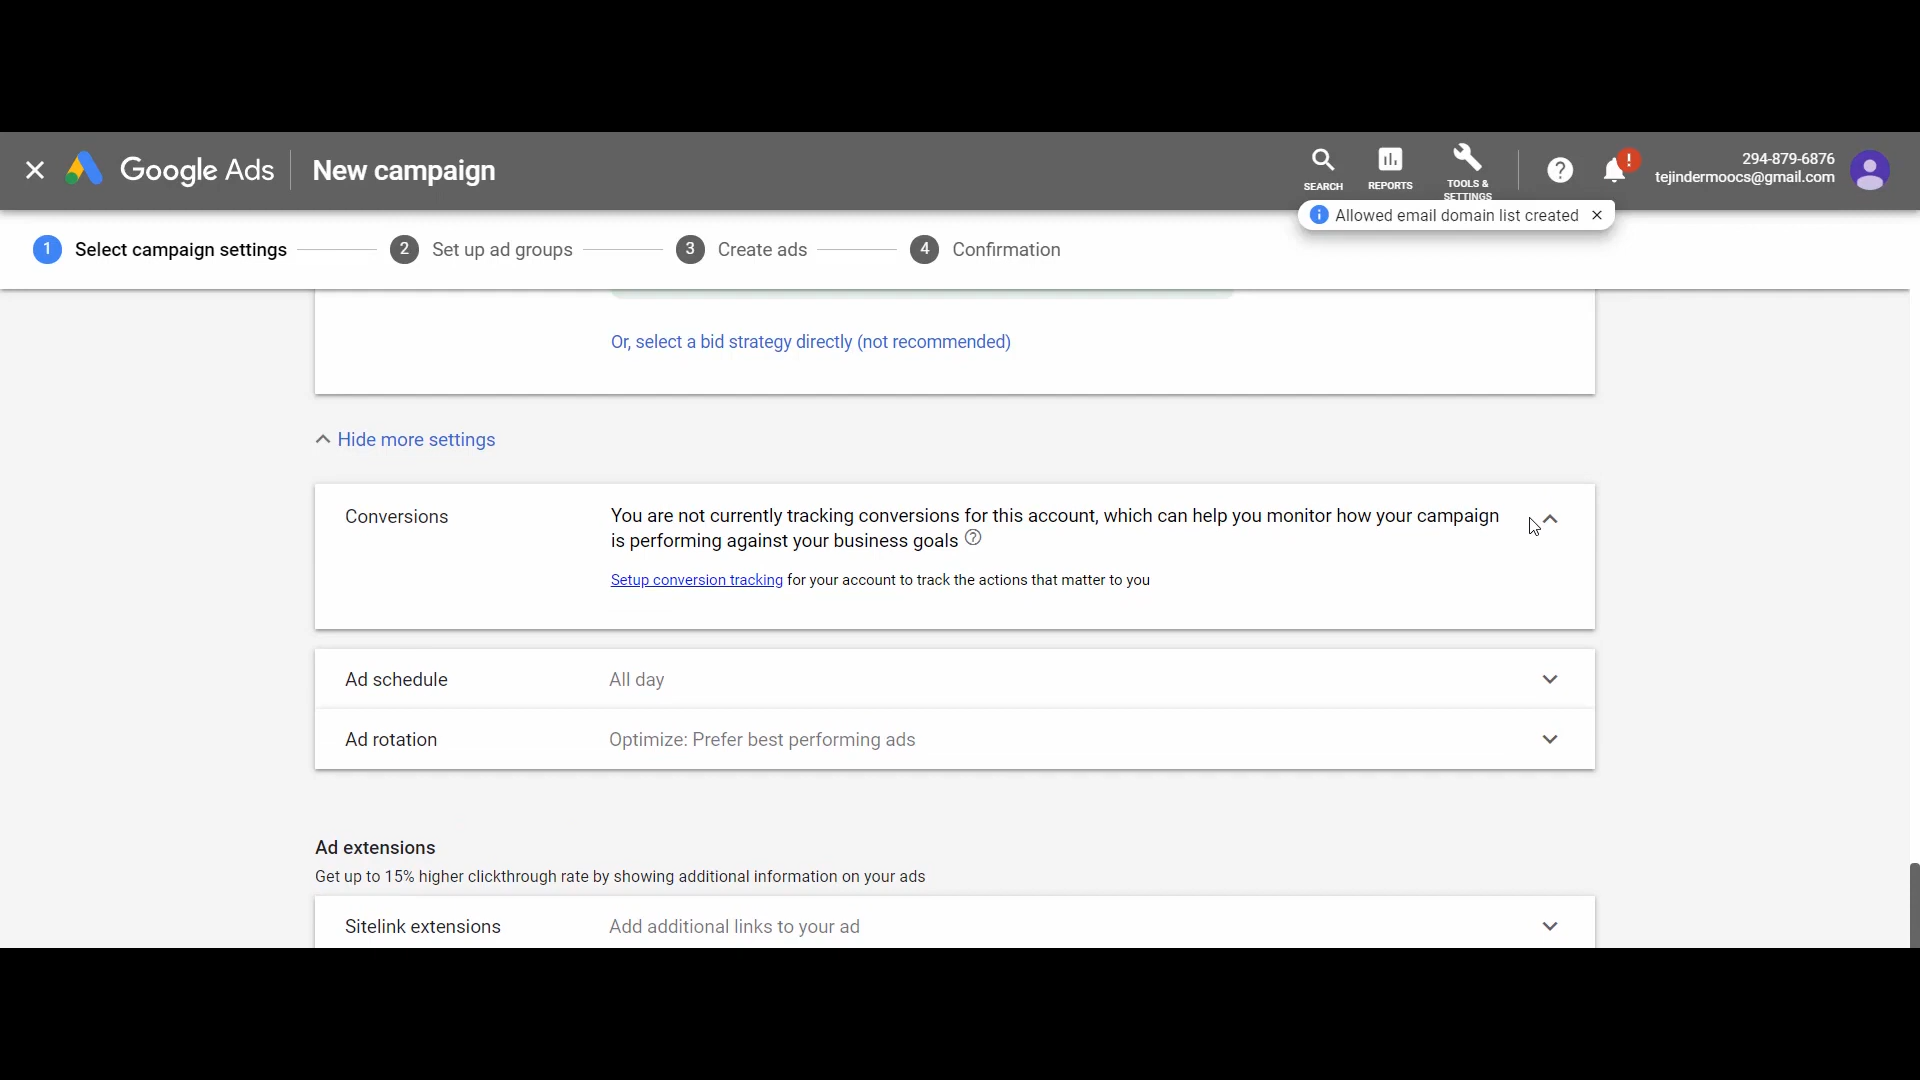 Google Ads
New campaign
SEARCH
REPORTS
TOOLS &
SETTINGS
!
294-879-6876
tejindermoocs@gmail.com
Allowed email domain list created
1 Select campaign settings
2 Set up ad groups
3 Create ads
4 Confirmation
Or, select a bid strategy directly (not recommended)
Hide more settings
Conversions
You are not currently tracking conversions for this account, which can help you monitor how your campaign
is performing against your business goals
Setup conversion tracking for your account to track the actions that matter to you
Ad schedule
All day
Ad rotation
Optimize: Prefer best performing ads
Ad extensions
Get up to 15% higher clickthrough rate by showing additional information on your ads
Sitelink extensions
Add additional links to your ad